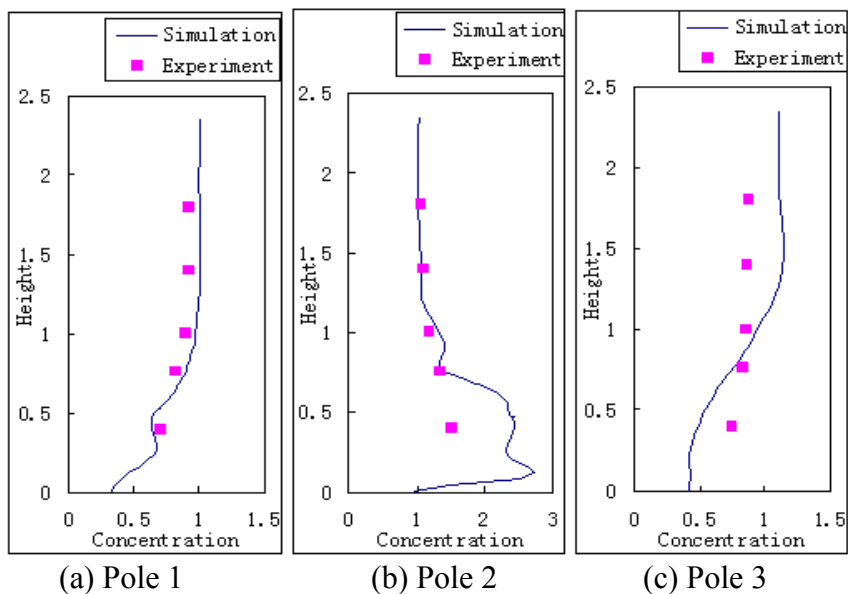 Simulation
Experiment
2.5
2
1.5
1
0.5
0
Height
0 0.5 1 1.5
Concentration
(a) Pole 1
Simulation
Experiment
2.5
2
1.5
1
0.5
0
Height
0 1 2 3
Concentration
(b) Pole 2
Simulation
Experiment
2.5
2
1.5
1
0.5
0
Height
0 0.5 1 1.5
Concentration
(c) Pole 3